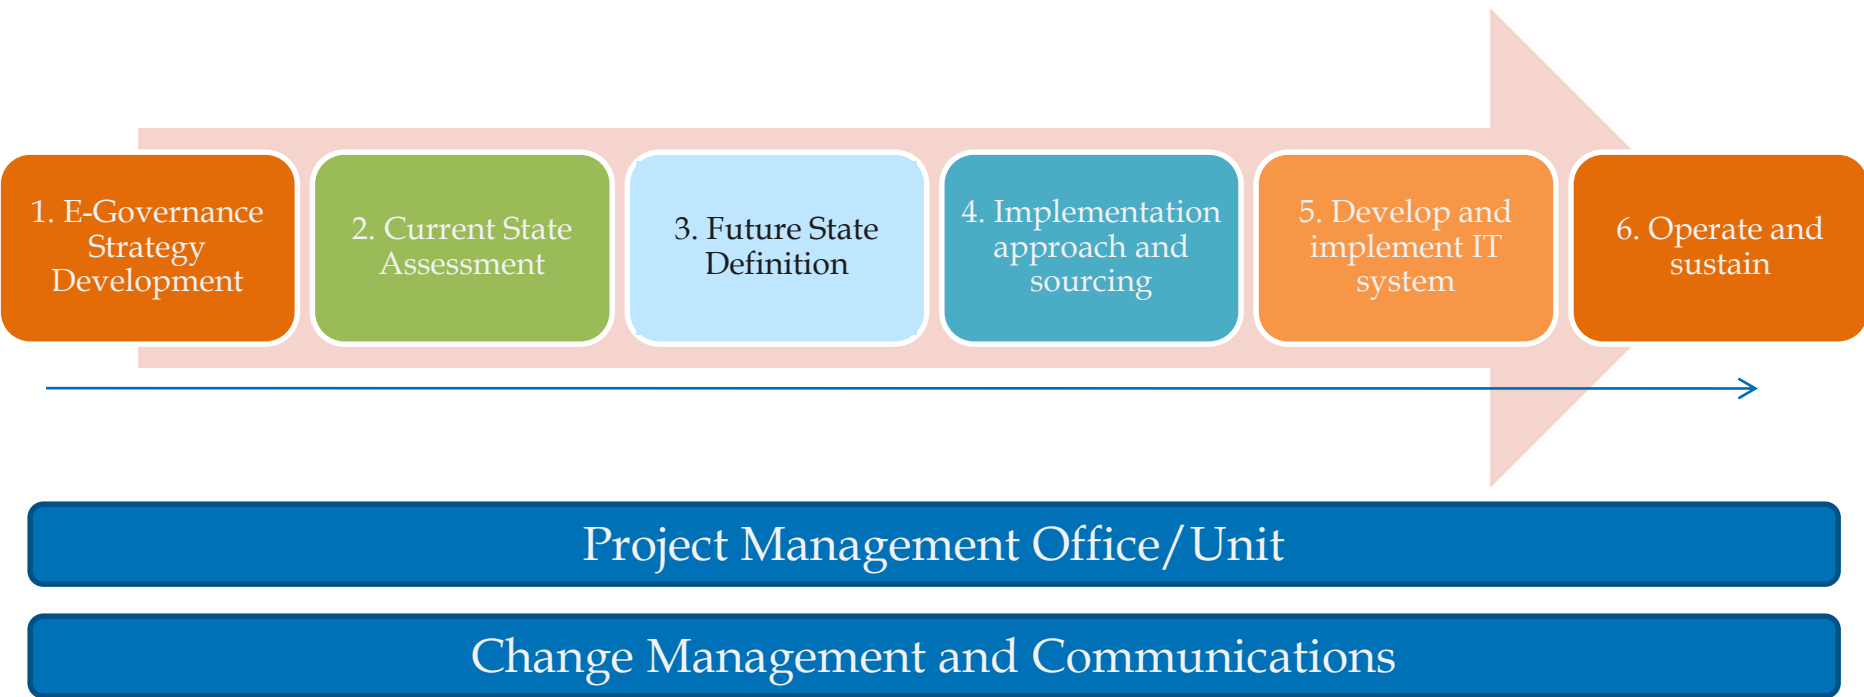 1. E-Governance
Strategy
Development
2. Current State
Assessment
3. Future State
Definition
4. Implementation
approach and
sourcing
5. Develop and
implement IT
system
6. Operate and
sustain
Project Management Office/Unit
Change Management and Communications